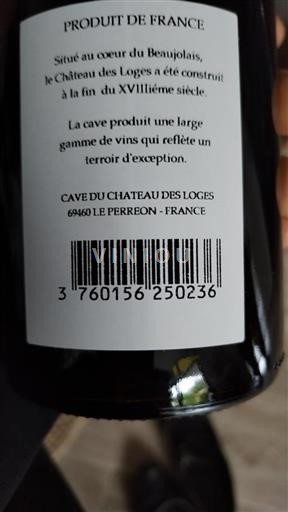 PRODUIT DE FRANCE
Situé au coeur du Beaujolais,
le Château des Loges a été construit
à la fin du XVIIIiéme siècle.
La cave produit une large
gamme de vins qui reflète un
terroir d'exception.
CAVE DU CHATEAU DES LOGES
69460 LE PERREON - FRANCE
VINIOU
3 760156 250236